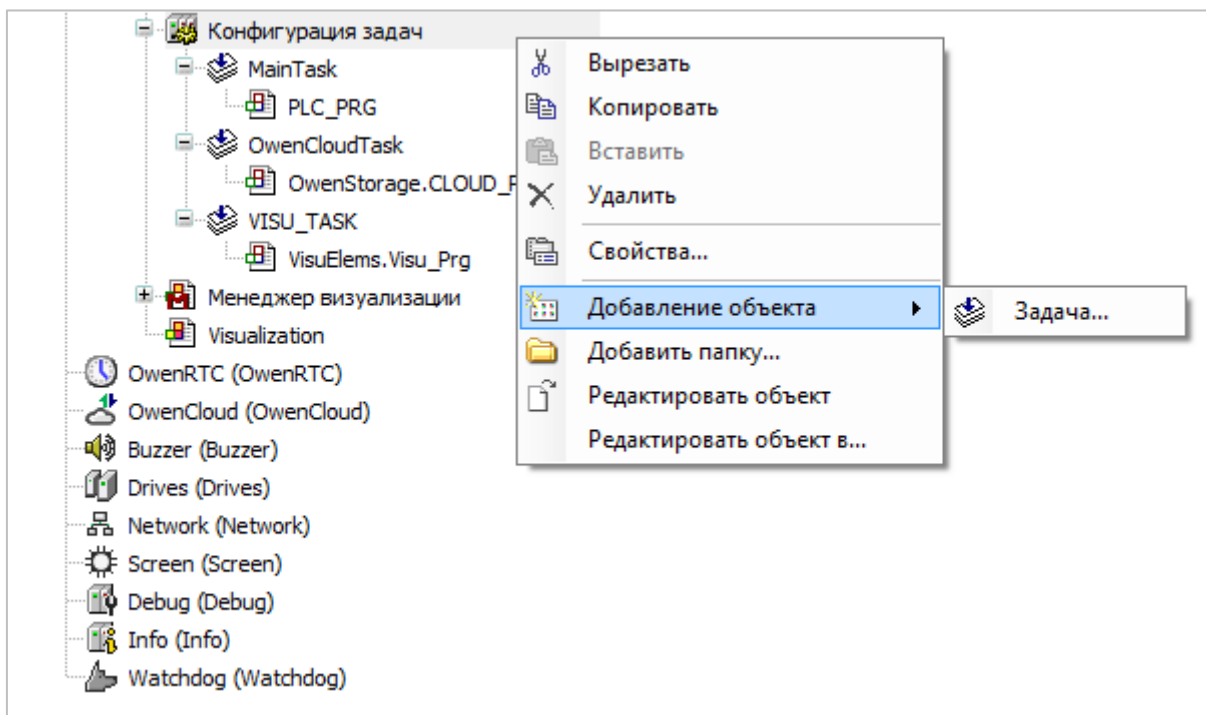 Конфигурация задач
MainTask
PLC_PRG
OwenCloudTask
OwenStorage.CLOUD_
VISU_TASK
VisuElems.Visu_Prg
Менеджер визуализации
Visualization
OwenRTC (OwenRTC)
OwenCloud (OwenCloud)
Buzzer (Buzzer)
Drives (Drives)
Network (Network)
Screen (Screen)
Debug (Debug)
Info (Info)
Watchdog (Watchdog)
Вырезать
Копировать
Вставить
Удалить
Свойства...
Добавление объекта
Добавить папку...
Редактировать объект
Редактировать объект в...
Задача...